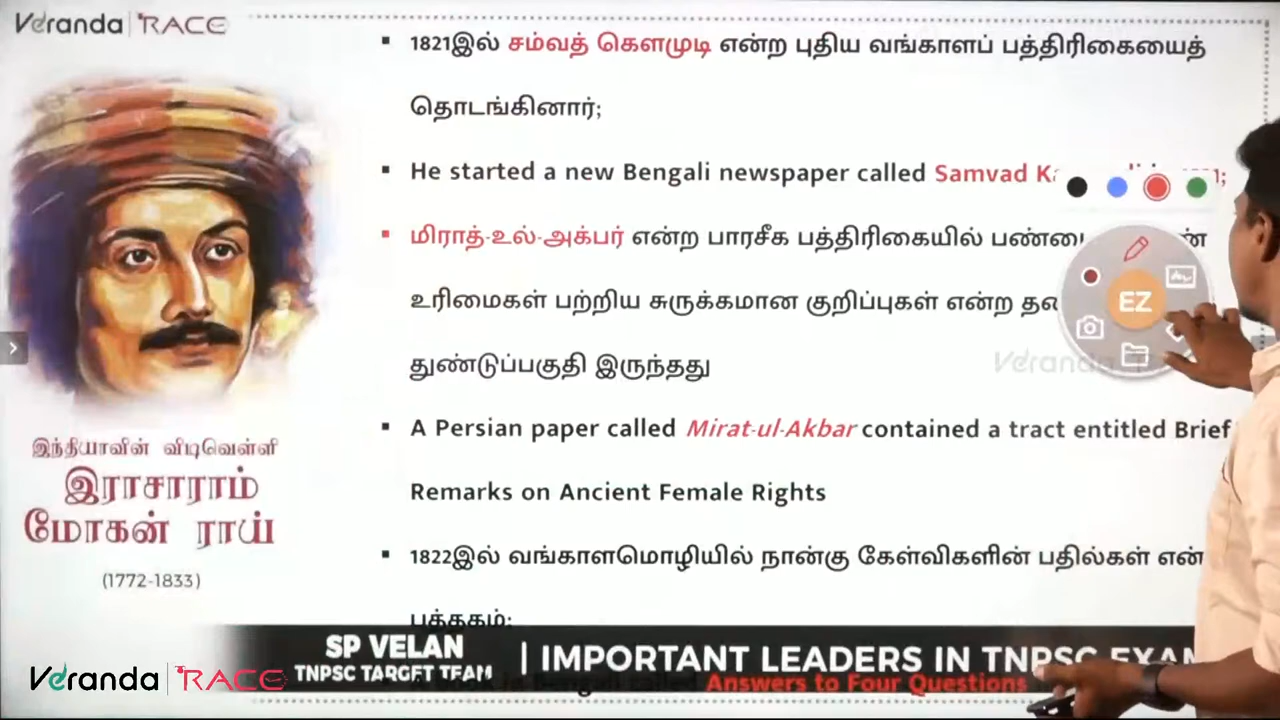 Veranda RACE
1821இல் சம்வத் கௌமுடி என்ற புதிய வங்காளப் பத்திரிகையைத்
தொடங்கினார்;
He started a new Bengali newspaper called Samvad
மிராத்-உல்-அக்பர் என்ற பாரசீக பத்திரிகையில்
உரிமைகள் பற்றிய சுருக்கமான குறிப்புகள் என்ற
துண்டுப்பகுதி இருந்தது
A Persian paper called Mirat-ul-Akbar contained a tract entitled Brief
Remarks on Ancient Female Rights
1822இல் வங்காளமொழியில் நான்கு கேள்விகளின் பதில்கள்
EZ
Veranda
இந்தியாவின் விடிவெள்ளி
இராசாராம்
மோகன் ராய்
(1772-1833)
SP VELAN
TNPSC TARGET TEAM
IMPORTANT LEADERS IN TNPSC EXAM
Answers to Four Questions
Veranda RACE